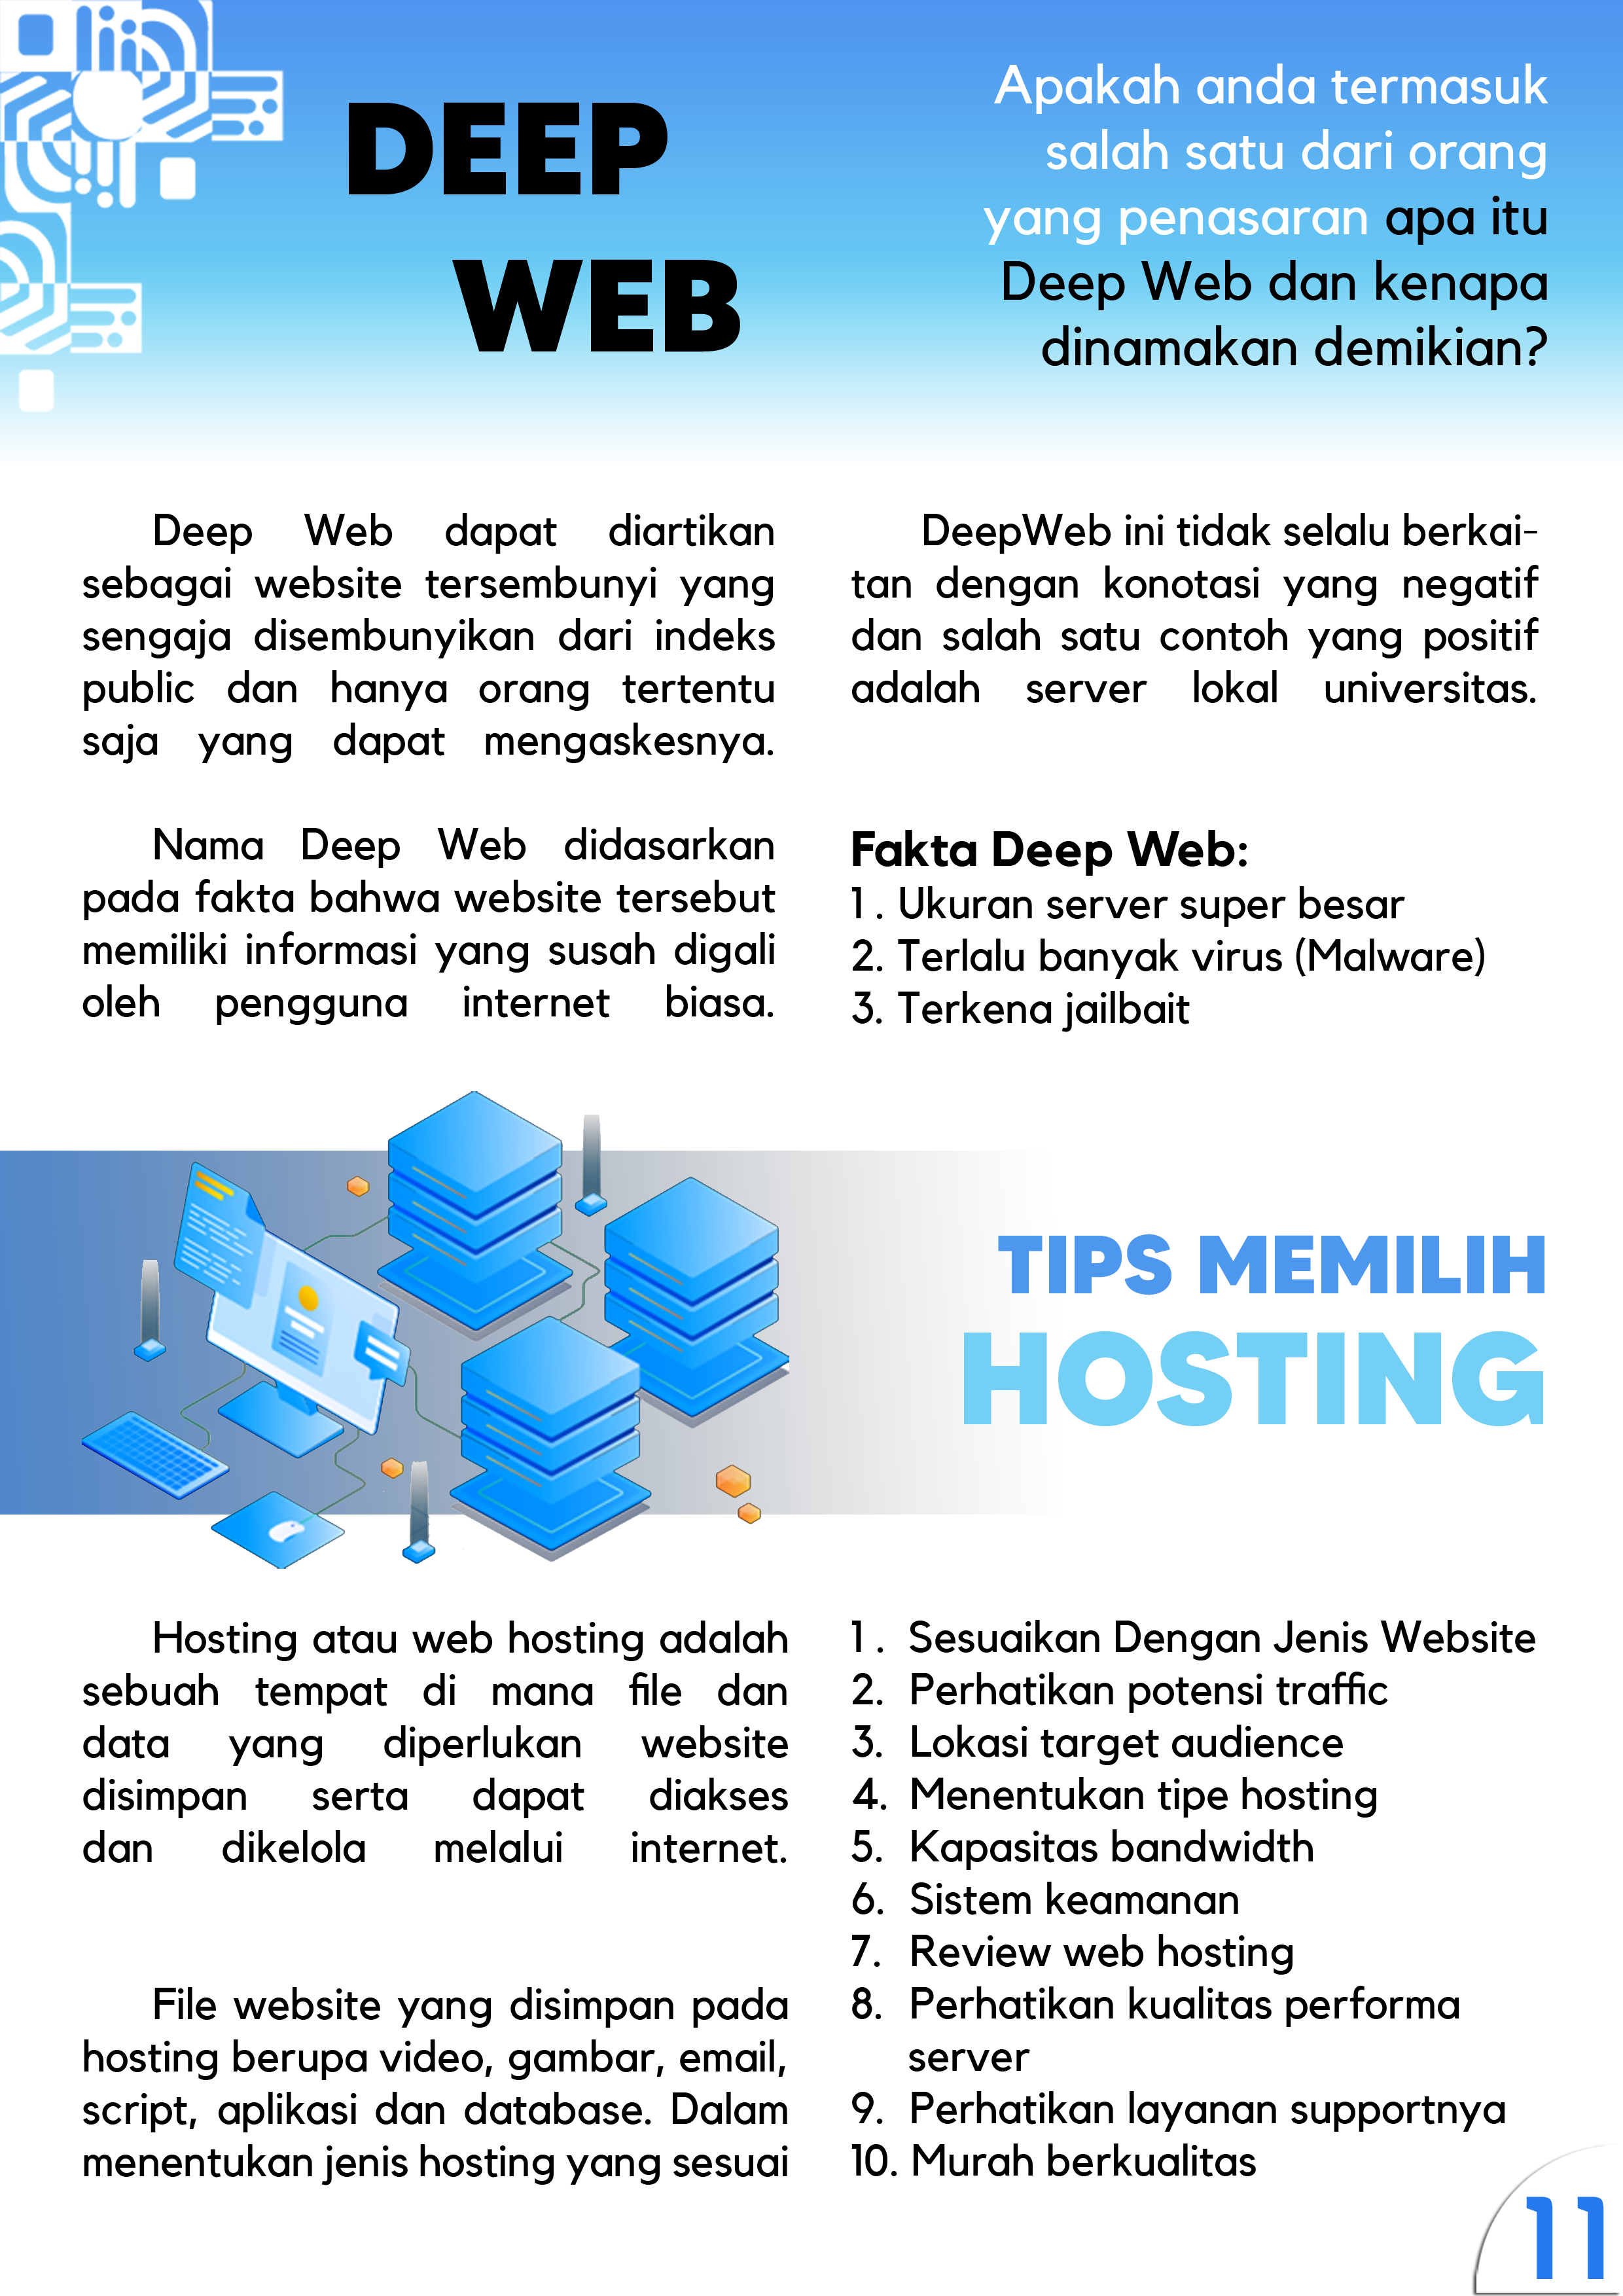 DEEP
WEB
Apakah anda termasuk
salah satu dari orang
yang penasaran apa itu
Deep Web dan kenapa
dinamakan demikian?
Deep Web dapat diartikan
sebagai website tersembunyi yang
sengaja disembunyikan dari indeks
public dan hanya orang tertentu
saja yang dapat mengaskesnya.
Nama Deep Web didasarkan
pada fakta bahwa website tersebut
memiliki informasi yang susah digali
oleh pengguna internet biasa.
DeepWeb ini tidak selalu berkai-
tan dengan konotasi yang negatif
dan salah satu contoh yang positif
adalah server lokal universitas.
Fakta Deep Web:
1. Ukuran server super besar
2. Terlalu banyak virus (Malware)
3. Terkena jailbait
TIPS MEMILIH
HOSTING
Hosting atau web hosting adalah
sebuah tempat di mana file dan
data yang diperlukan website
disimpan serta dapat diakses
dan dikelola melalui internet.
File website yang disimpan pada
hosting berupa video, gambar, email,
script, aplikasi dan database. Dalam
menentukan jenis hosting yang sesuai
1. Sesuaikan Dengan Jenis Website
2. Perhatikan potensi traffic
3. Lokasi target audience
4. Menentukan tipe hosting
5. Kapasitas bandwidth
6. Sistem keamanan
7. Review web hosting
8. Perhatikan kualitas performa
server
9. Perhatikan layanan supportnya
10. Murah berkualitas
11